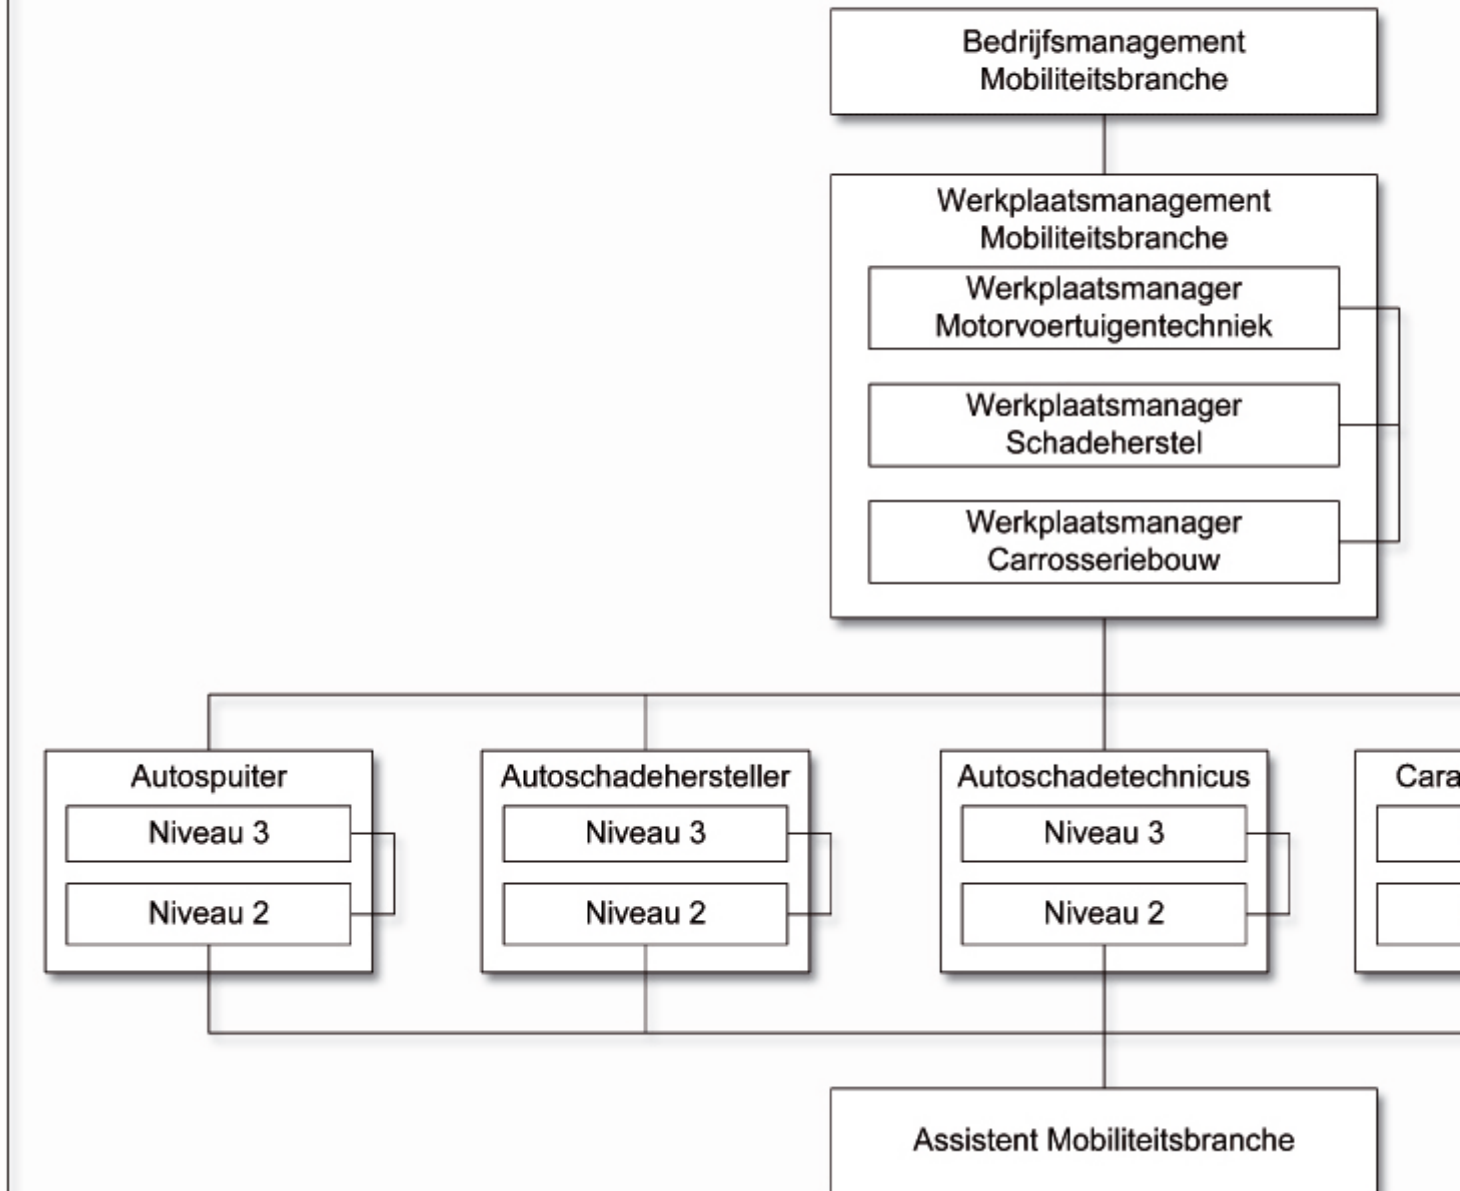 Bedrijfsmanagement
Mobiliteitsbranche
Werkplaatsmanagement
Mobiliteitsbranche
Werkplaatsmanager
Motorvoertuigentechniek
Werkplaatsmanager
Schadeherstel
Werkplaatsmanager
Carrosseriebouw
Autospuiter
Niveau 3
Niveau 2
Autoschadehersteller
Niveau 3
Niveau 2
Autoschadetechnicus
Niveau 3
Niveau 2
Cara
Assistent Mobiliteitsbranche